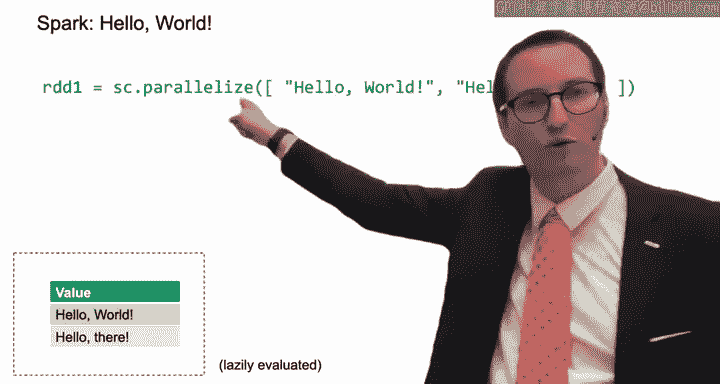 Spark: Hello, World!
rdd1 = sc.parallelize([ "Hello, World!", "Hel ])
Value
Hello, World!
Hello, there!
(lazily evaluated)